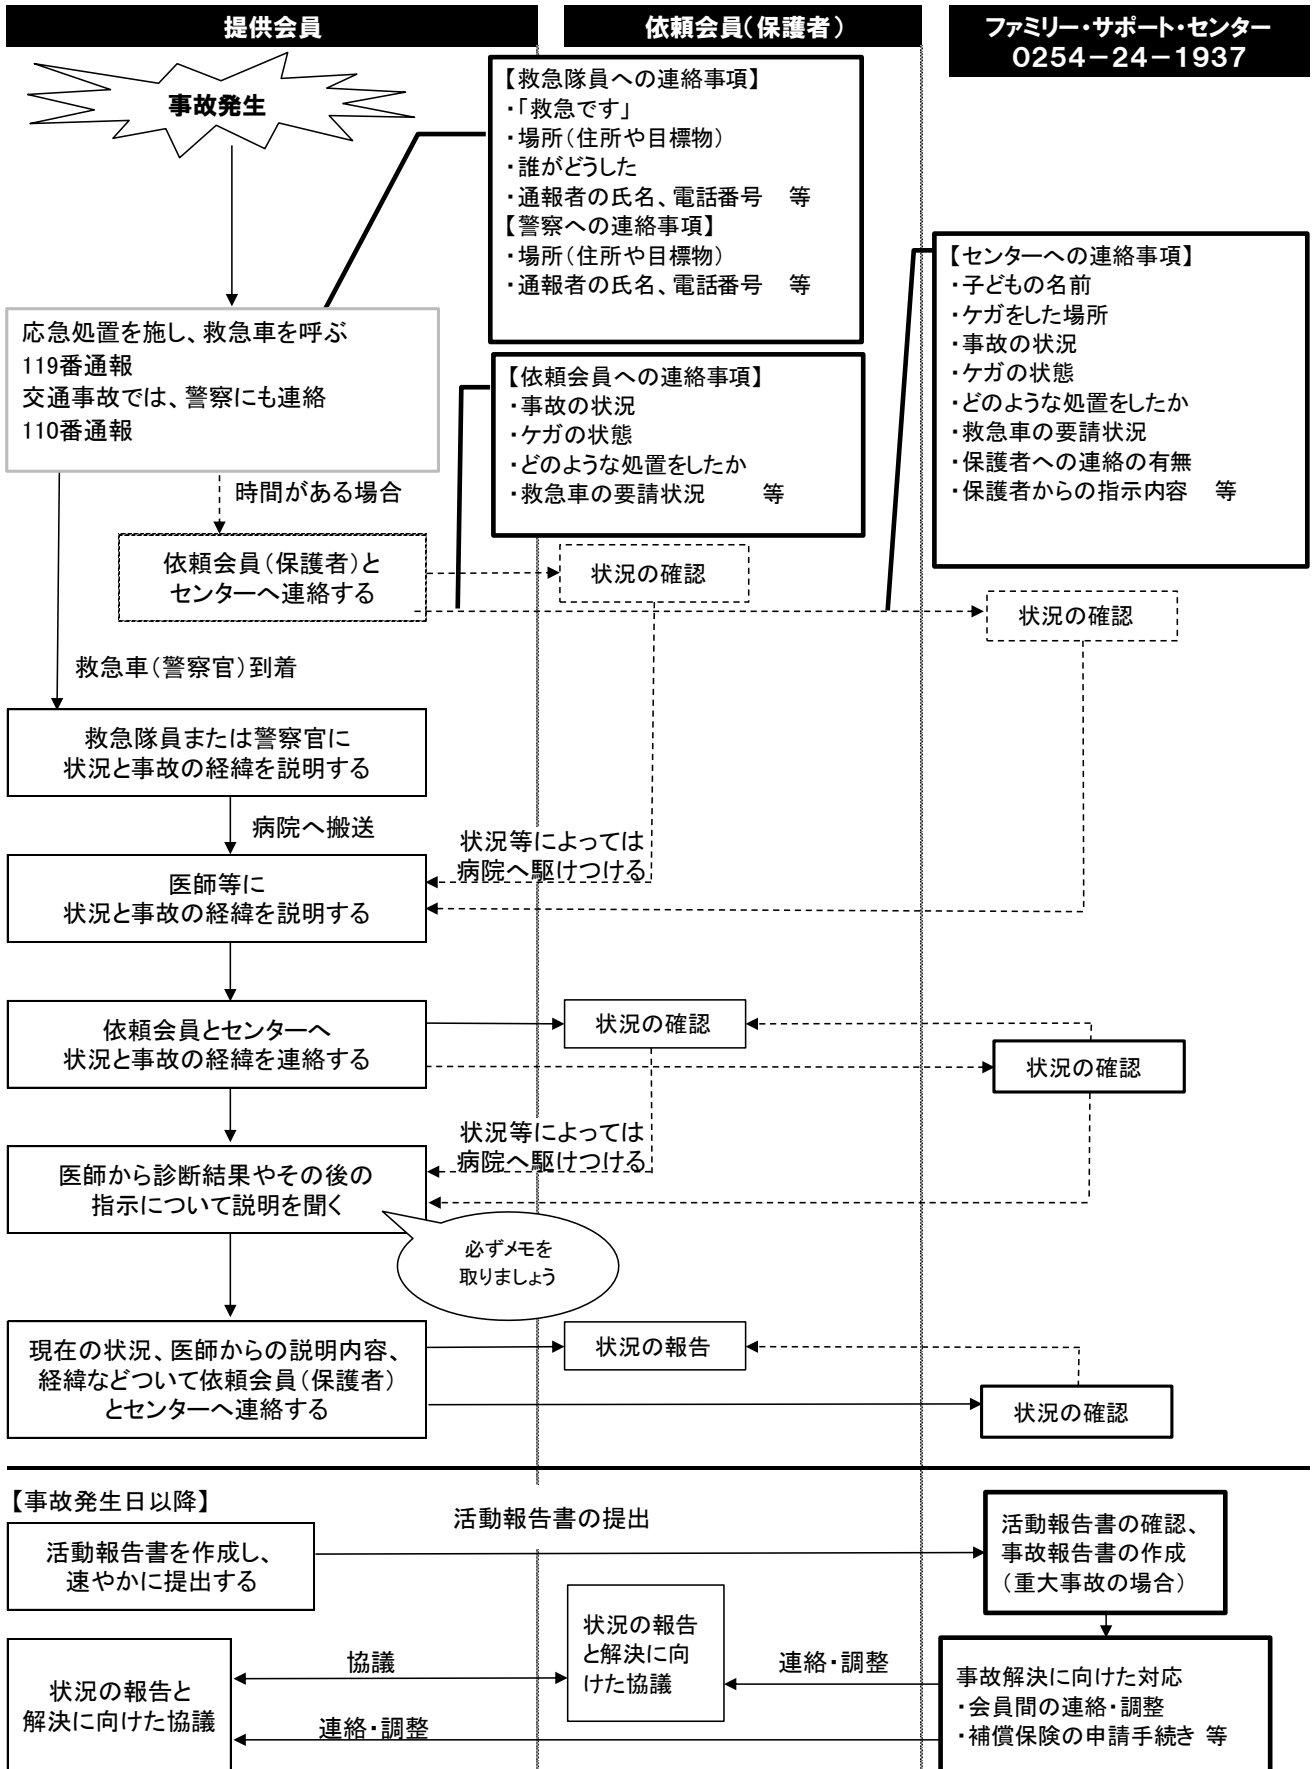 提供会員
依頼会員(保護者)
ファミリー・サポート・センター
0254－24－1937
事故発生
【救急隊員への連絡事項】
・「救急です」
・場所(住所や目標物)
・誰がどうした
・通報者の氏名、電話番号　等
【警察への連絡事項】
・場所(住所や目標物)
・通報者の氏名、電話番号　等
【センターへの連絡事項】
・子どもの名前
・ケガをした場所
・事故の状況
・ケガの状態
・どのような処置をしたか
・救急車の要請状況
・保護者への連絡の有無
・保護者からの指示内容　等
応急処置を施し、救急車を呼ぶ
119番通報
交通事故では、警察にも連絡
110番通報
【依頼会員への連絡事項】
・事故の状況
・ケガの状態
・どのような処置をしたか
・救急車の要請状況　　等
時間がある場合
依頼会員(保護者)と
センターへ連絡する
状況の確認
状況の確認
救急車(警察官)到着
救急隊員または警察官に
状況と事故の経緯を説明する
病院へ搬送
状況等によっては
病院へ駆けつける
医師等に
状況と事故の経緯を説明する
依頼会員とセンターへ
状況と事故の経緯を連絡する
状況の確認
状況の確認
状況等によっては
病院へ駆けつける
医師から診断結果やその後の
指示について説明を聞く
必ずメモを
取りましょう
現在の状況、医師からの説明内容、
経緯などついて依頼会員(保護者)
とセンターへ連絡する
状況の報告
状況の確認
【事故発生日以降】
活動報告書の提出
活動報告書を作成し、
速やかに提出する
活動報告書の確認、
事故報告書の作成
(重大事故の場合)
状況の報告と
解決に向けた協議
協議
状況の報告
と解決に向
けた協議
連絡・調整
連絡・調整
事故解決に向けた対応
・会員間の連絡・調整
・補償保険の申請手続き 等